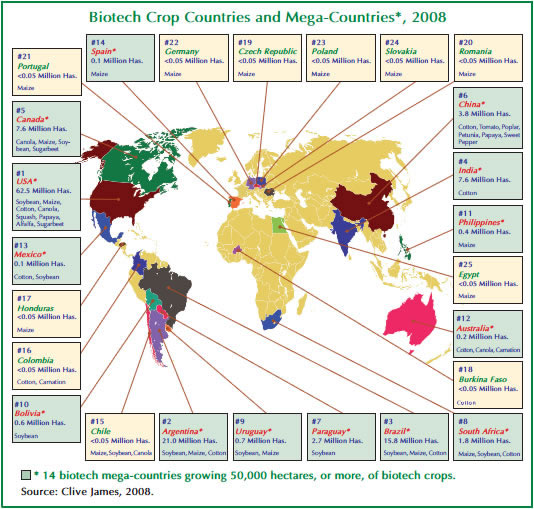 Biotech Crop Countries and Mega-Countries*, 2008
#21
Portugal
<0.05 Million Has.
Maize
#14
Spain*
0.1 Million Has.
Maize
#22
Germany
<0.05 Million Has.
Maize
#19
Czech Republic
<0.05 Million Has.
Maize
#23
Poland
<0.05 Million Has.
Maize
#24
Slovakia
<0.05 Million Has.
Maize
#20
Romania
<0.05 Million Has.
Maize
#5
Canada*
7.6 Million Has.
Canola, Maize, Soy-
bean, Sugarbeet
#6
China*
3.8 Million Has.
Cotton, Tomato, Poplar,
Petunia, Papaya, Sweet
Pepper
#1
USA*
62.5 Million Has.
Soybean, Maize,
Cotton, Canola,
Squash, Papaya,
Alfalfa, Sugarbeet
#4
India*
7.6 Million Has.
Cotton
#11
Philippines*
0.4 Million Has.
Maize
#13
Mexico*
0.1 Million Has.
Cotton, Soybean
#25
Egypt
<0.05 Million Has.
Maize
#17
Honduras
<0.05 Million Has.
Maize
#12
Australia*
0.2 Million Has.
Cotton, Canola, Carnation
#16
Colombia
<0.05 Million Has.
Cotton, Carnation
#18
Burkina Faso
<0.05 Million Has.
Cotton
#10
Bolivia*
0.6 Million Has.
Soybean
#15
Chile
<0.05 Million Has.
Maize, Soybean, Canola
#2
Argentina*
21.0 Million Has.
Soybean, Maize, Cotton
#9
Uruguay*
0.7 Million Has.
Soybean, Maize
#7
Paraguay*
2.7 Million Has.
Soybean
#3
Brazil*
15.8 Million Has.
Soybean, Maize, Cotton
#8
South Africa*
1.8 Million Has.
Maize, Soybean, Cotton
* 14 biotech mega-countries growing 50,000 hectares, or more, of biotech crops.
Source: Clive James, 2008.